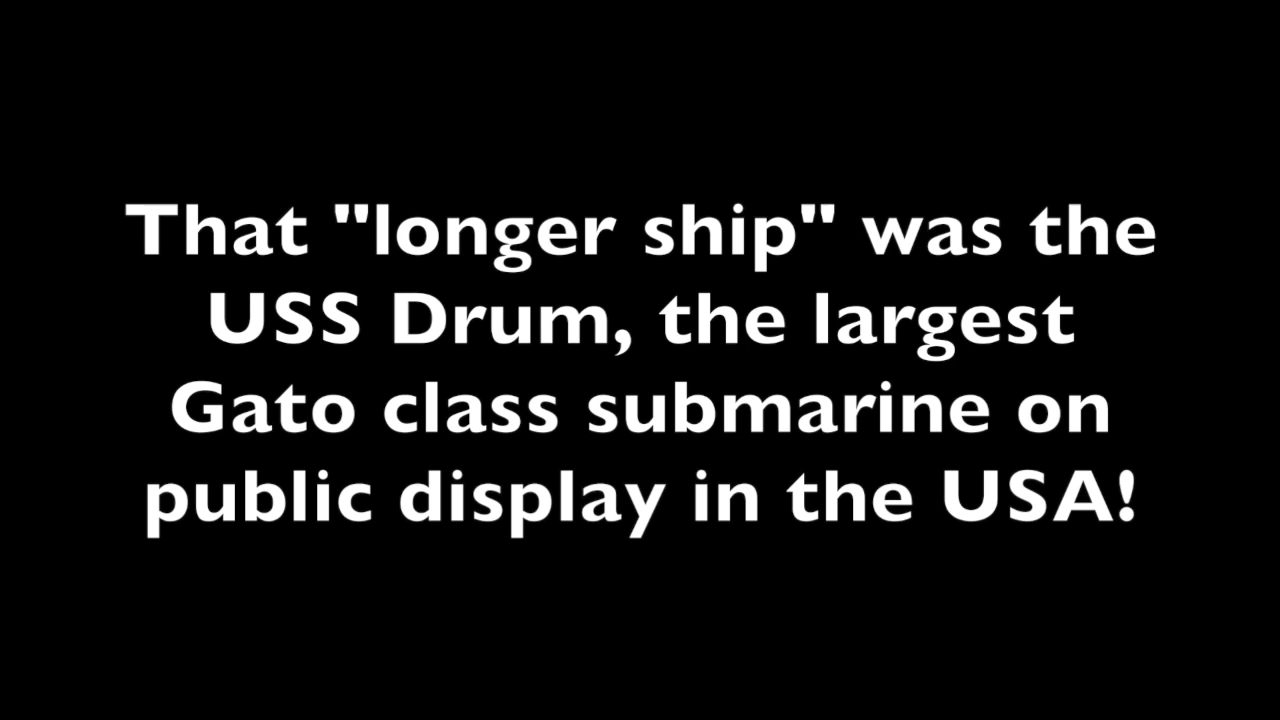 That "longer ship" was the
USS Drum, the largest
Gato class submarine on
public display in the USA!